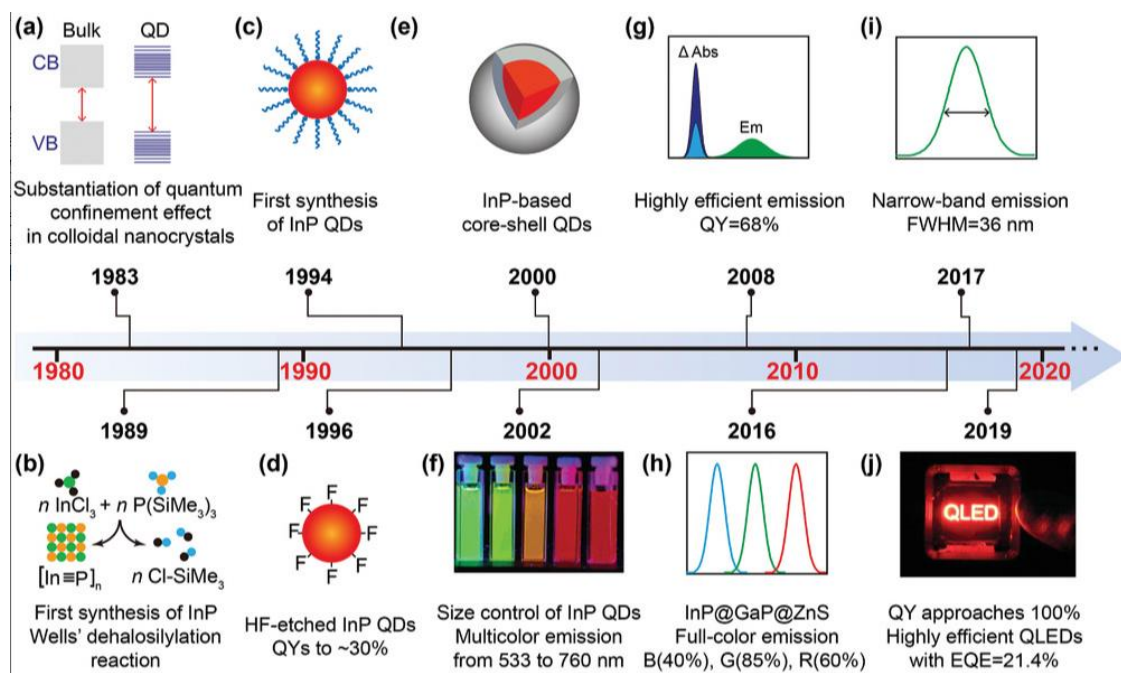 (a)
Bulk
QD
CB
VB
Substantiation of quantum
confinement effect
in colloidal nanocrystals
(c)
First synthesis
of InP QDs
(e)
InP-based
core-shell QDs
(g)
Δ Abs
Em
Highly efficient emission
QY=68%
(i)
Narrow-band emission
FWHM=36 nm
1983
1994
2000
2008
2017
1980
1990
2000
2010
2020
1989
1996
2002
2016
2019
(b)
n InCl₃ + n P(SiMe₃)₃
[In≡P]ₙ
n Cl-SiMe₃
First synthesis of InP
Wells' dehalosilylation
reaction
(d)
F
F
F
F
F
F
F
F
HF-etched InP QDs
QYs to ~30%
(f)
Size control of InP QDs
Multicolor emission
from 533 to 760 nm
(h)
InP@GaP@ZnS
Full-color emission
B(40%), G(85%), R(60%)
(j)
QLED
QY approaches 100%
Highly efficient QLEDs
with EQE=21.4%